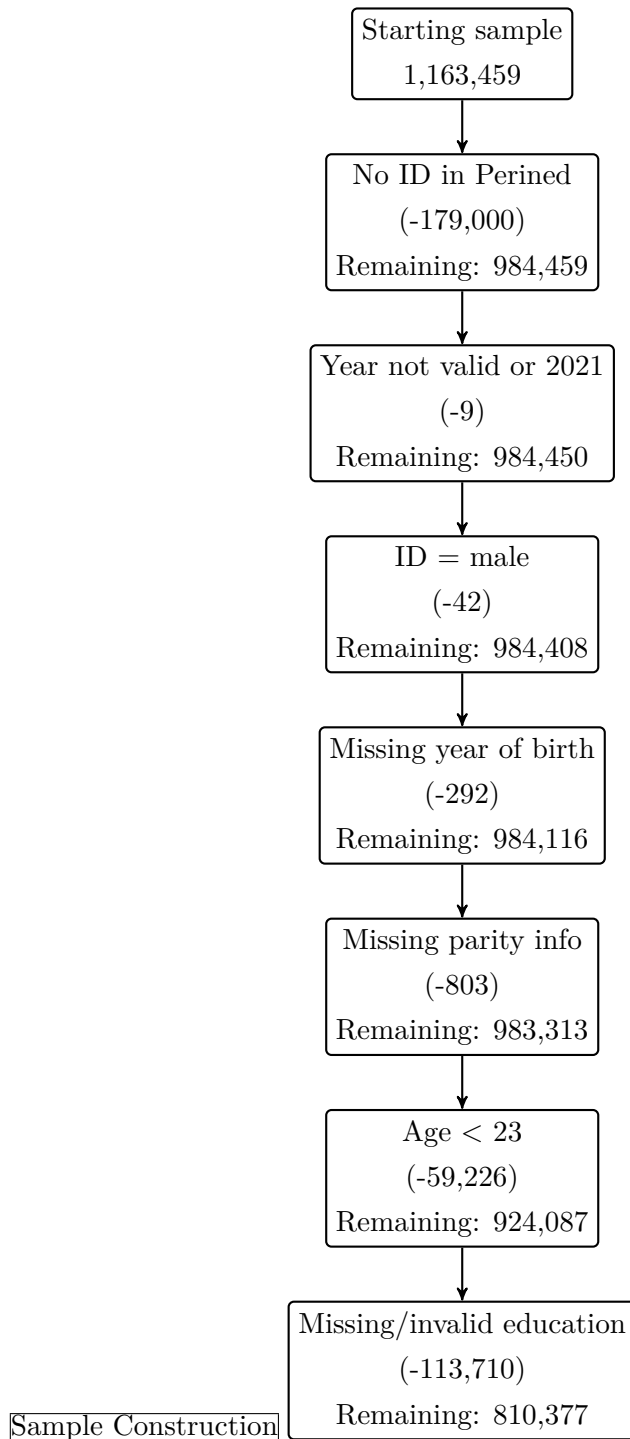 Starting sample
1,163,459
No ID in Perined
(-179,000)
Remaining: 984,459
Year not valid or 2021
(-9)
Remaining: 984,450
ID = male
(-42)
Remaining: 984,408
Missing year of birth
(-292)
Remaining: 984,116
Missing parity info
(-803)
Remaining: 983,313
Age < 23
(-59,226)
Remaining: 924,087
Missing/invalid education
(-113,710)
Remaining: 810,377
Sample Construction